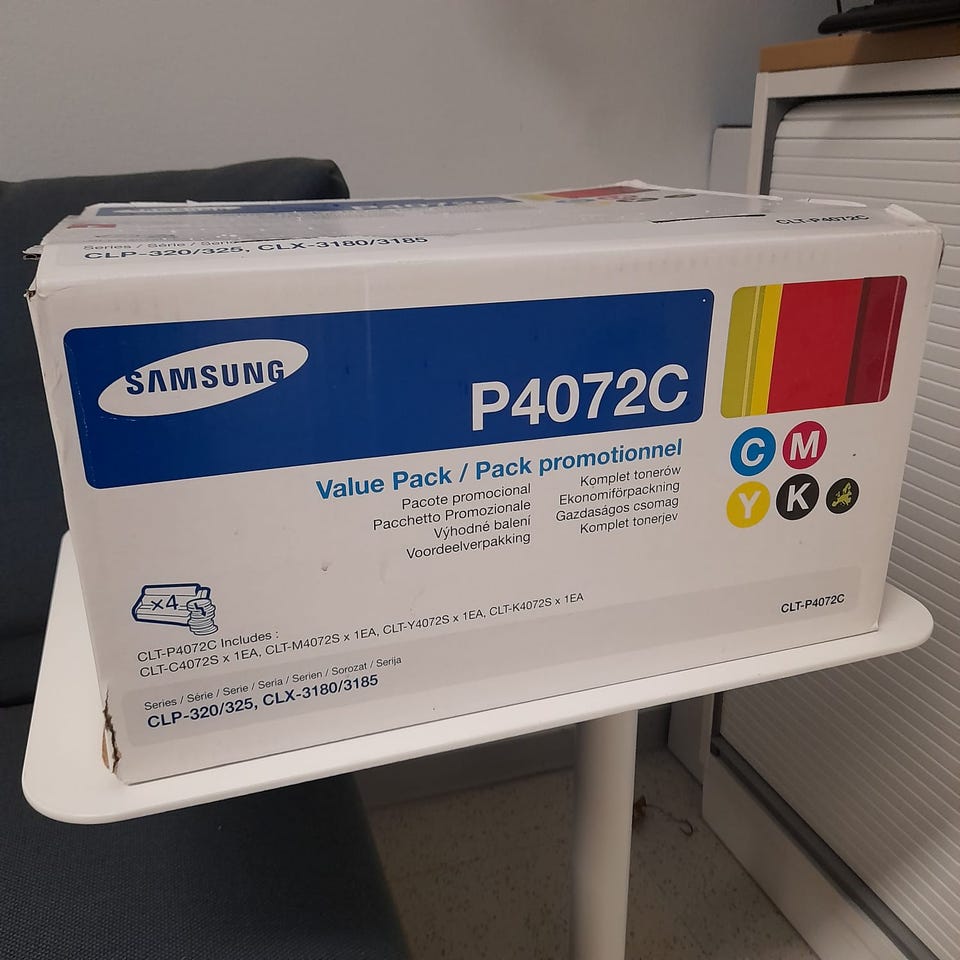 CLT-P4072C
Series / Série / Serie
CLP-320/325, CLX-3180/3185
SAMSUNG
P4072C
Value Pack / Pack promotionnel
Pacote promocional
Pacchetto Promozionale
Výhodné balení
Voordeelverpakking
Komplet tonerów
Ekonomiförpackning
Gazdaságos csomag
Komplet tonerjev
C M
Y K
x4
CLT-P4072C Includes :
CLT-C4072S x 1EA, CLT-M4072S x 1EA, CLT-Y4072S x 1EA, CLT-K4072S x 1EA
CLT-P4072C
Series / Série / Serie / Seria / Serien / Sorozat / Serija
CLP-320/325, CLX-3180/3185